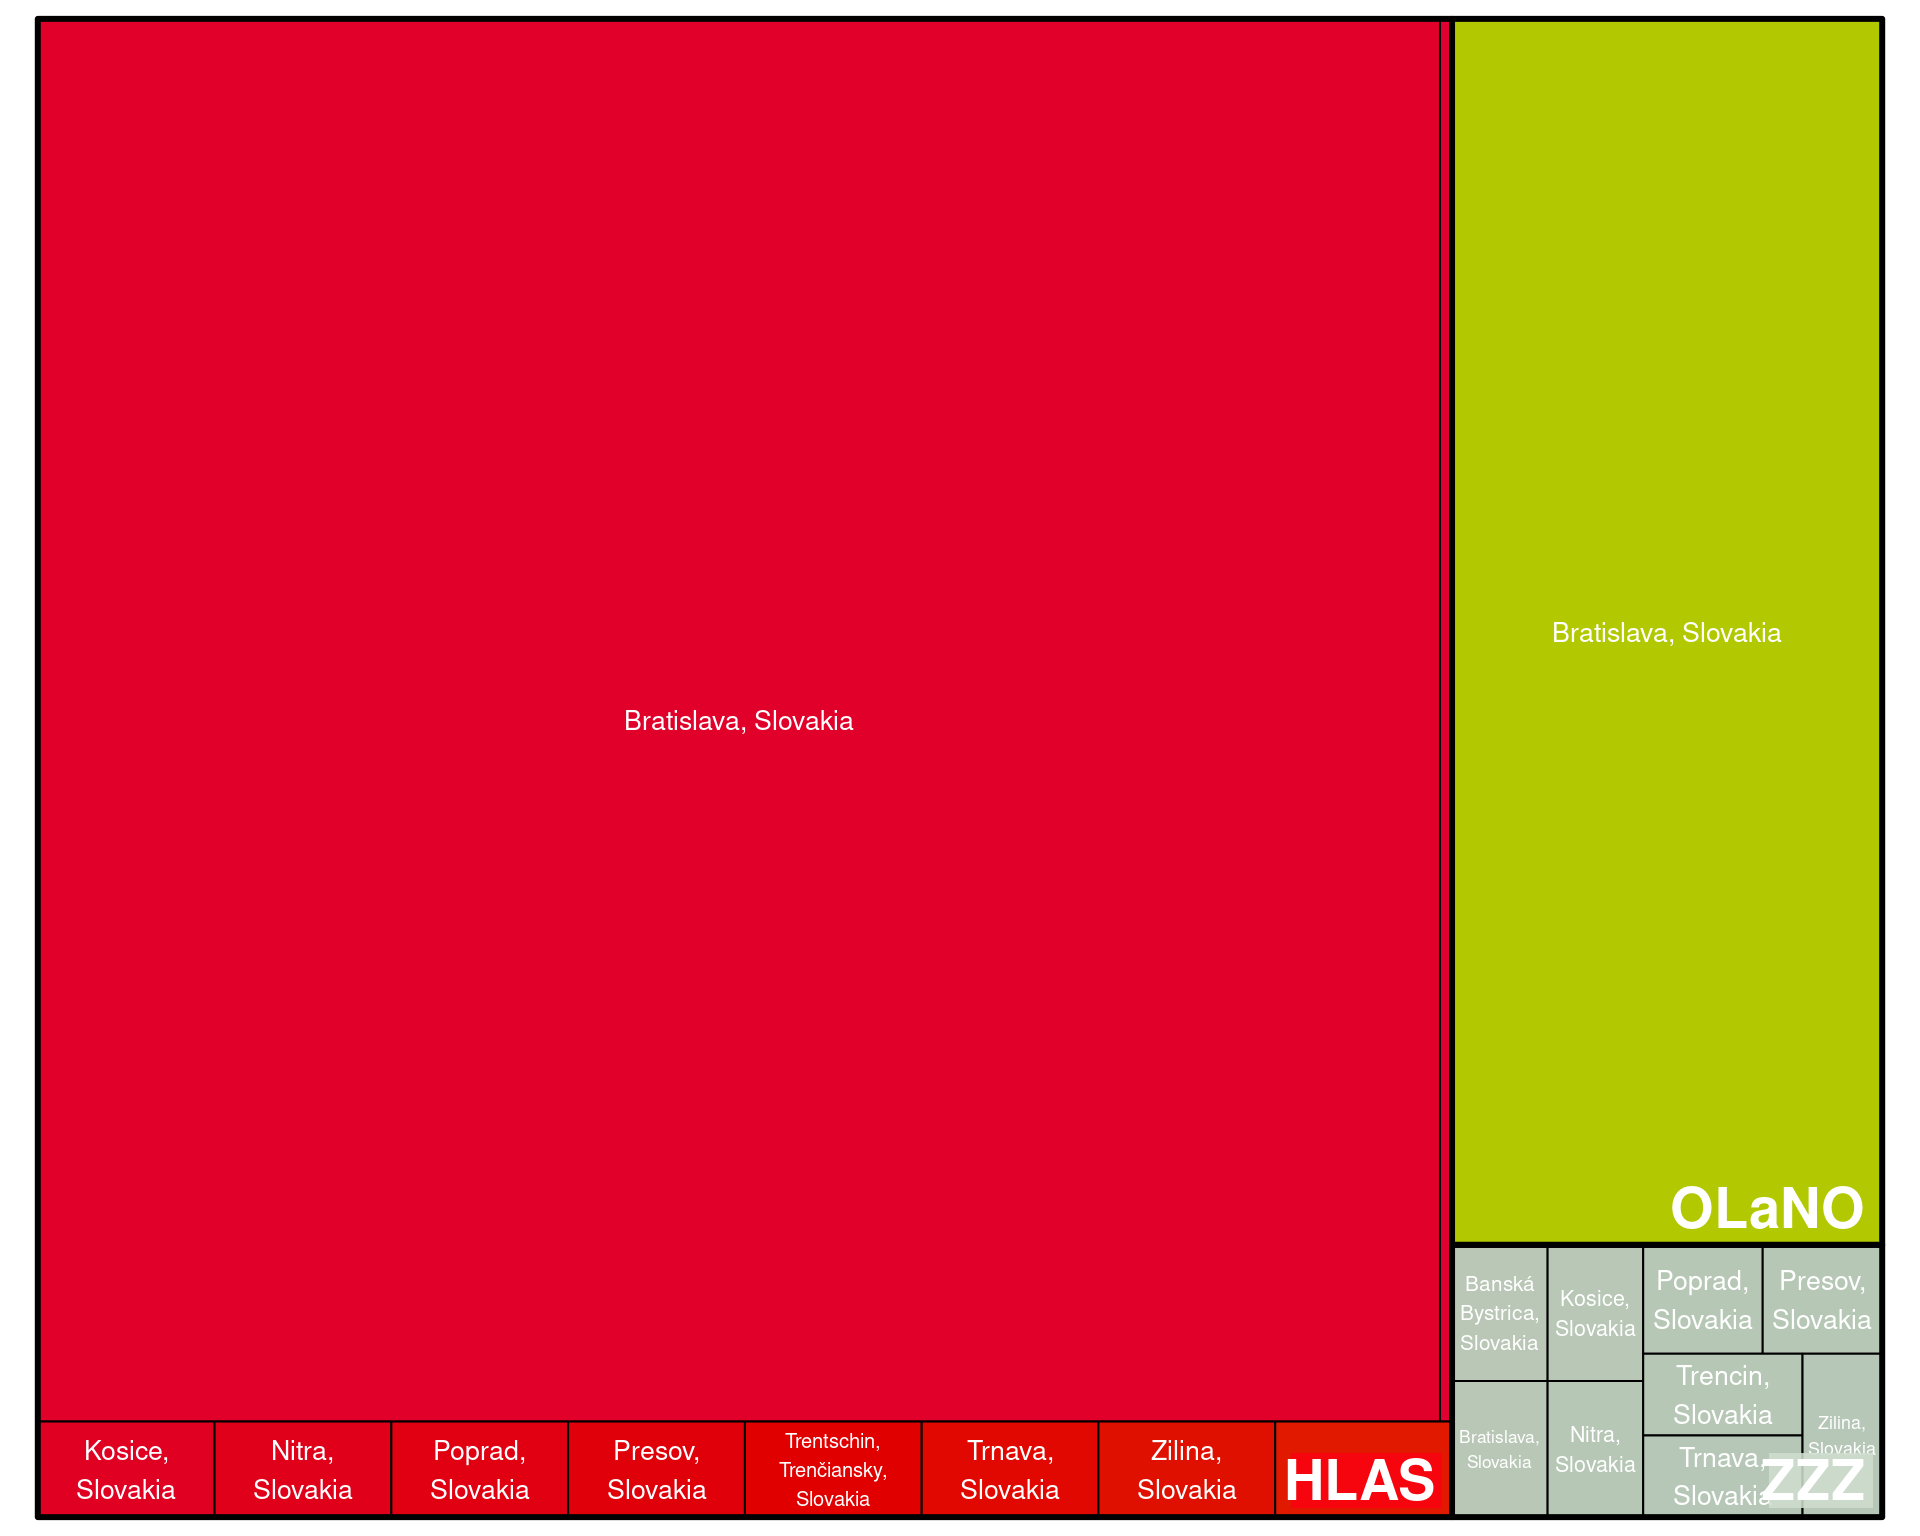 Bratislava, Slovakia
Kosice,
Slovakia
Nitra,
Slovakia
Poprad,
Slovakia
Presov,
Slovakia
Trentschin,
Trenčiansky,
Slovakia
Trnava,
Slovakia
Zilina,
Slovakia
HLAS
Bratislava, Slovakia
OLaNO
Banská
Bystrica,
Slovakia
Kosice,
Slovakia
Poprad,
Slovakia
Presov,
Slovakia
Bratislava,
Slovakia
Nitra,
Slovakia
Trencin,
Slovakia
Trnava,
Slovakia
Zilina,
Slovakia
ZZZ